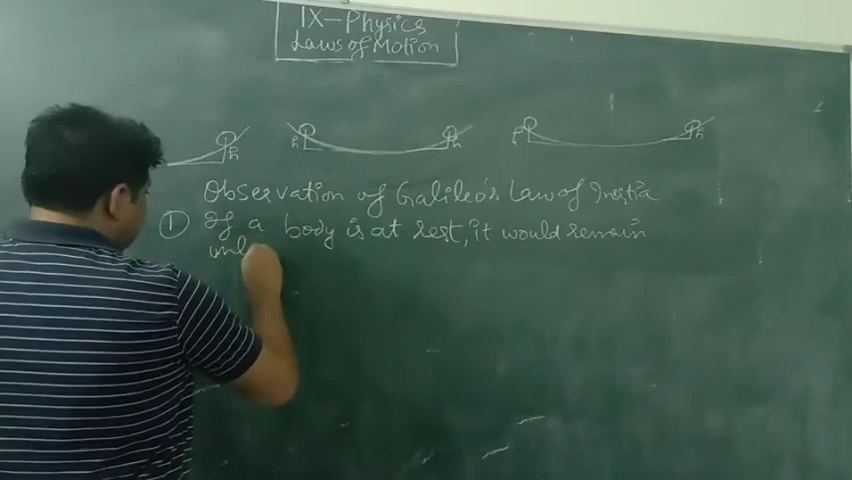 IX-Physics
Laws of Motion
h h h h h
Observation of Galileo's Law of Inertia
① If a body is at rest, it would remain
unl